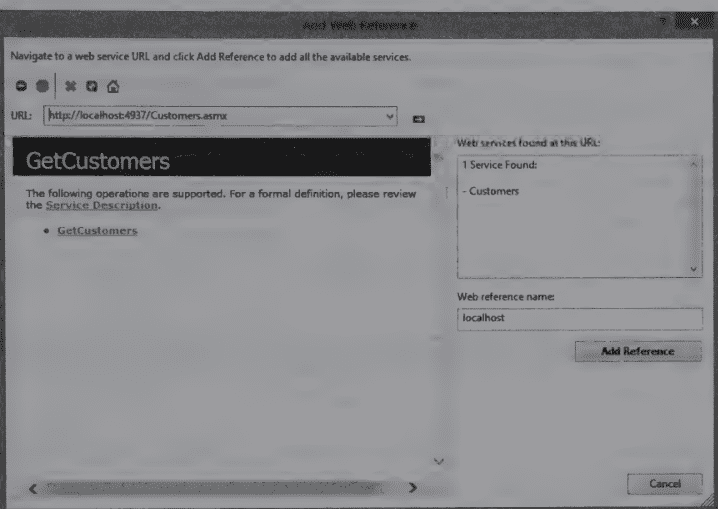 Add Web Reference
? ×
Navigate to a web service URL and click Add Reference to add all the available services.
URL: http://localhost:4937/Customers.asmx
GetCustomers
The following operations are supported. For a formal definition, please review
the Service Description.
• GetCustomers
Web services found at this URL:
1 Service Found:
- Customers
Web reference name:
localhost
Add Reference
Cancel